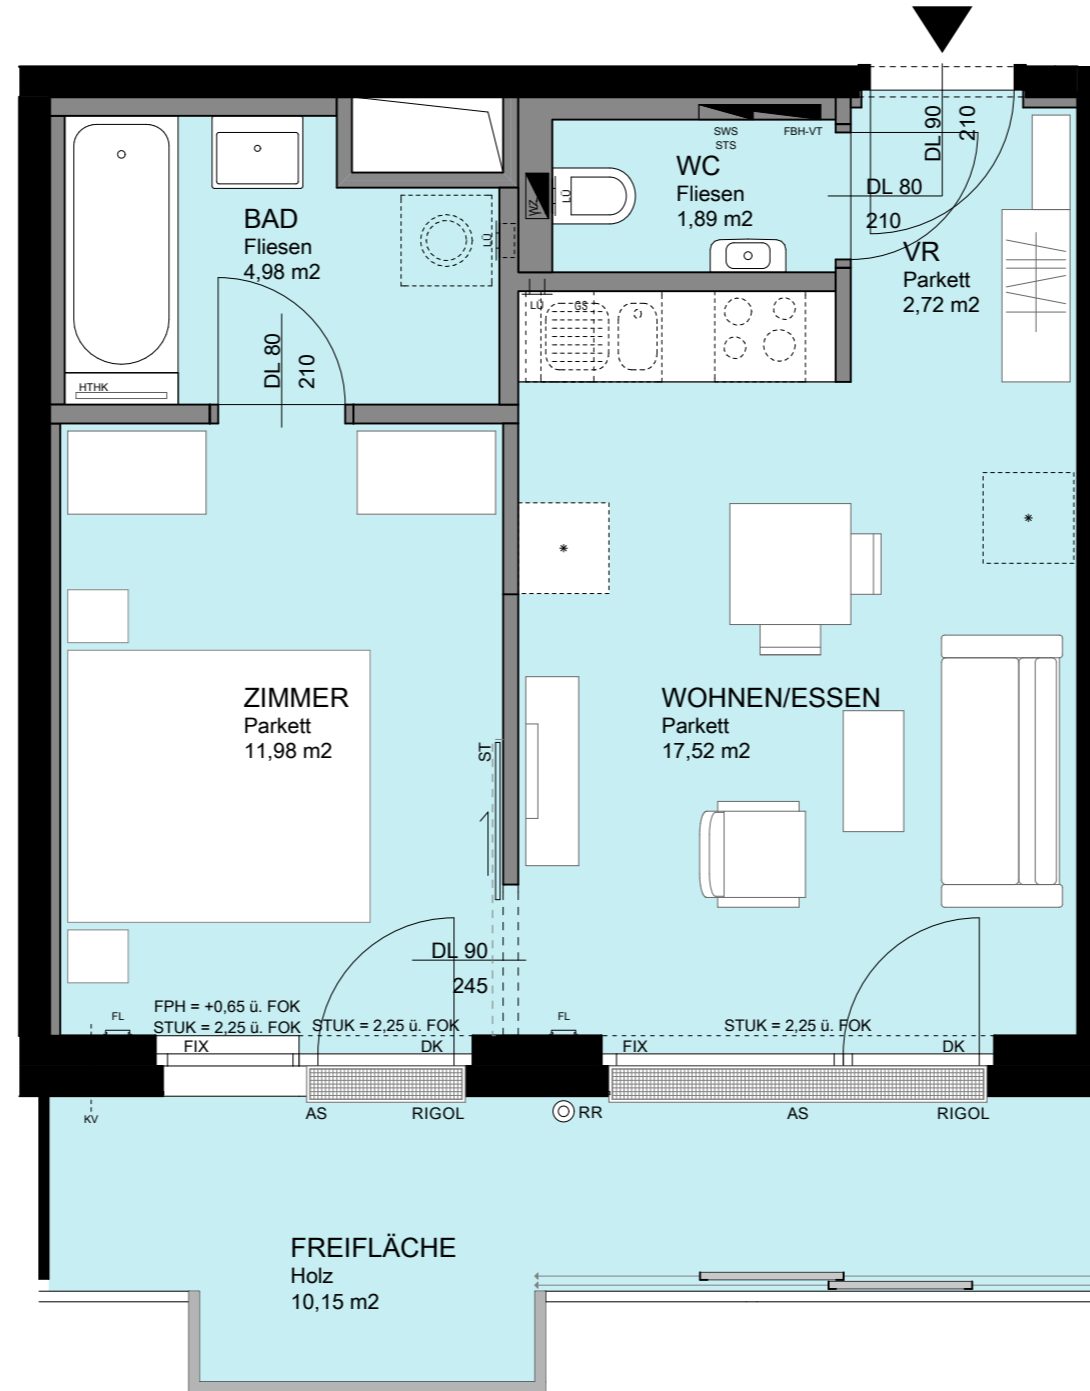 DL 90
210
SWS
STS
FBH-VT
WC
Fliesen
1,89 m2
DL 80
210
WZ
LÜ
BAD
Fliesen
4,98 m2
LÜ
VR
Parkett
2,72 m2
LÜ
GS
DL 80
210
HTHK
ZIMMER
Parkett
11,98 m2
ST
WOHNEN/ESSEN
Parkett
17,52 m2
DL 90
245
FL
FPH = +0,65 ü. FOK
STUK = 2,25 ü. FOK
STUK = 2,25 ü. FOK
FL
STUK = 2,25 ü. FOK
FIX
DK
FIX
DK
KV
AS
RIGOL
RR
AS
RIGOL
FREIFLÄCHE
Holz
10,15 m2